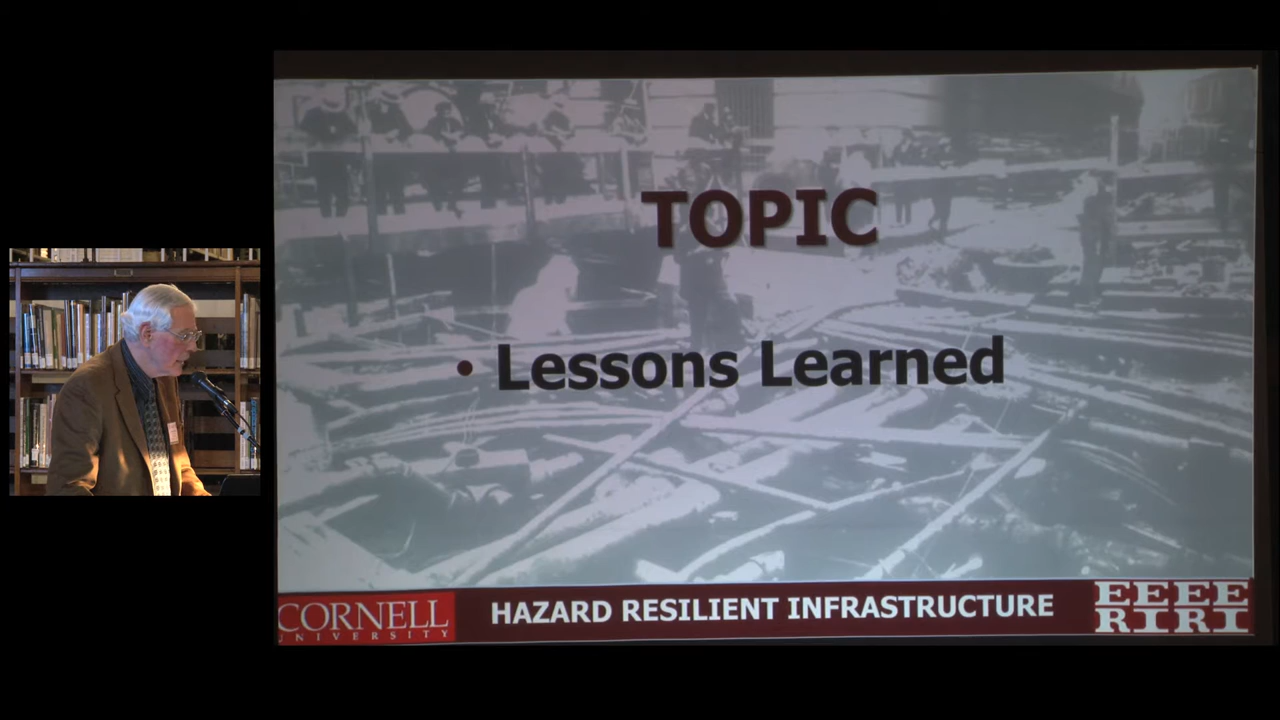 TOPIC
• Lessons Learned
CORNELL
UNIVERSITY
HAZARD RESILIENT INFRASTRUCTURE
EEEE
RIRI